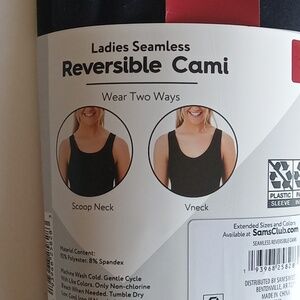 Ladies Seamless
Reversible Cami
Wear Two Ways
Scoop Neck
Vneck
PLASTIC
SLEEVE
Extended Sizes and Colors
Available at SamsClub.com
SEAMLESS REVERSIBLE CAMI
Material Content:
Polyester, 8% Spandex
Machine Wash Cold. Gentle Cycle
With Like Colors. Only Non-chlorine
Bleach When Needed. Tumble Dry
DISTRIBUTED BY
BENTONVILLE, AR
MADE IN CHINA